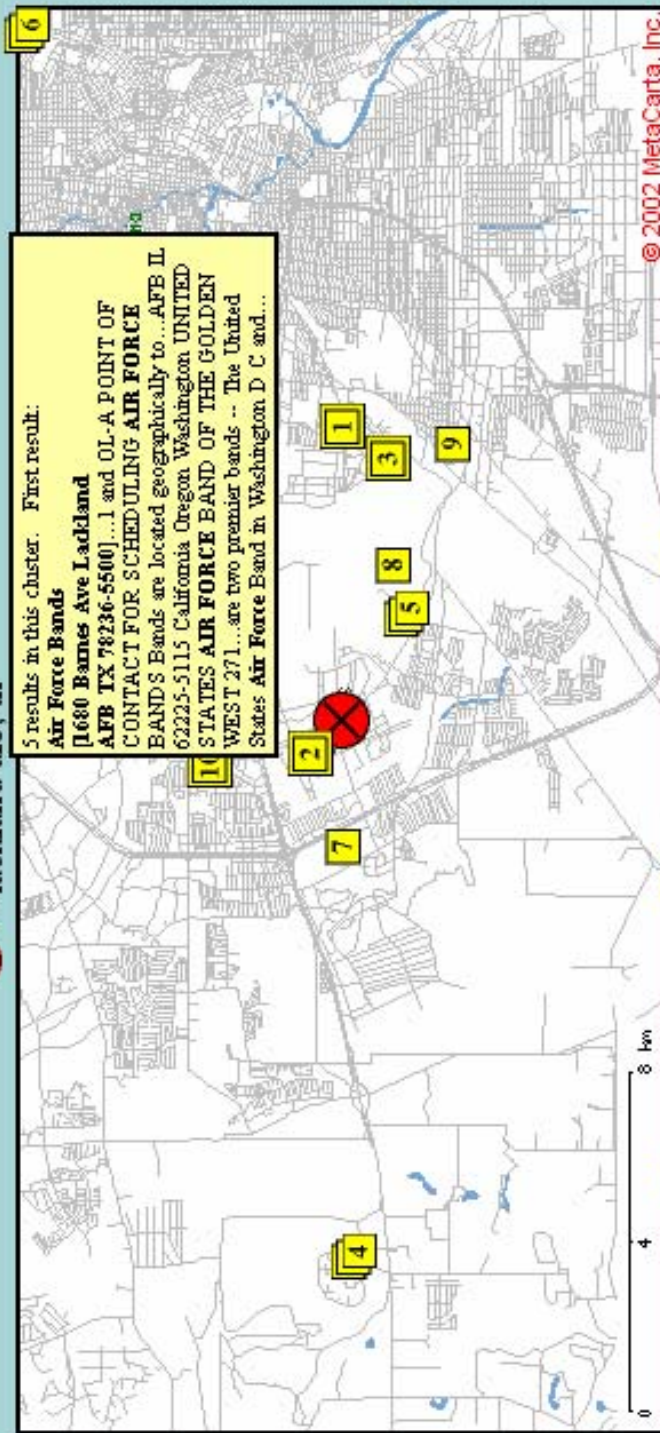 5 results in this cluster. First result:
Air Force Bands
[1680 Barnes Ave Lackland
AFB TX 78236-5500]...1 and OL-A POINT OF
CONTACT FOR SCHEDULING AIR FORCE
BANDS Bands are located geographically to...AFB IL
62225-5115 California Oregon Washington UNITED
STATES AIR FORCE BAND OF THE GOLDEN
WEST 271...are two premier bands -- The United
States Air Force Band in Washington D C and...
6
1
3
9
8
5
2
10
7
4
0 4 8 km
© 2002 MetaCarta, Inc.